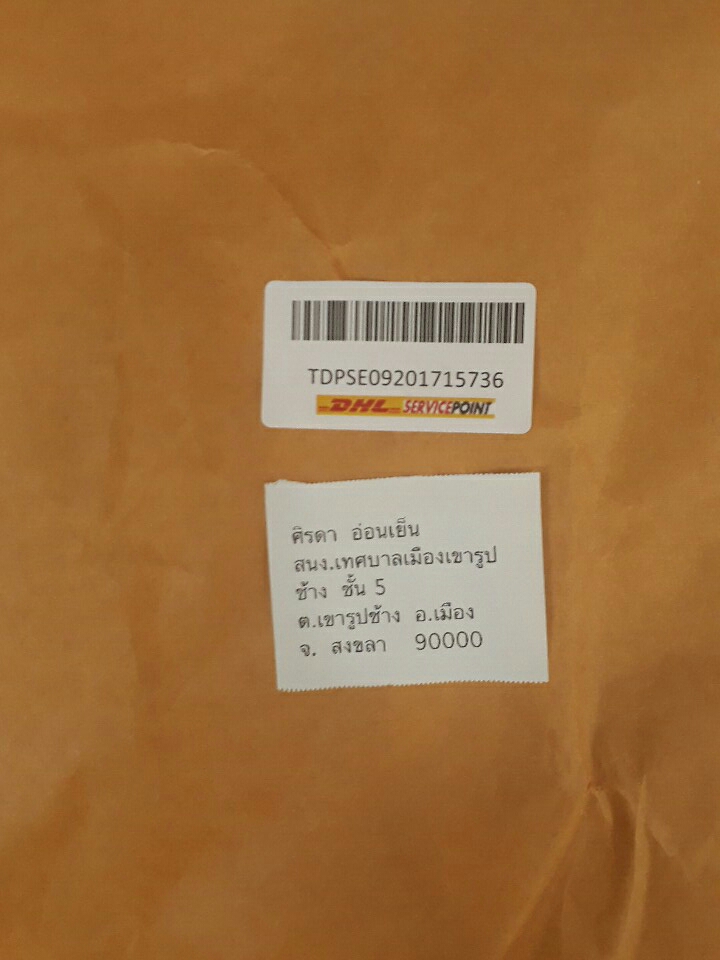 TDPSE09201715736
DHL SERVICEPOINT
ศิรดา อ่อนเย็น
สนง.เทศบาลเมืองเขารูป
ช้าง ชั้น 5
ต.เขารูปช้าง อ.เมือง
จ. สงขลา 90000